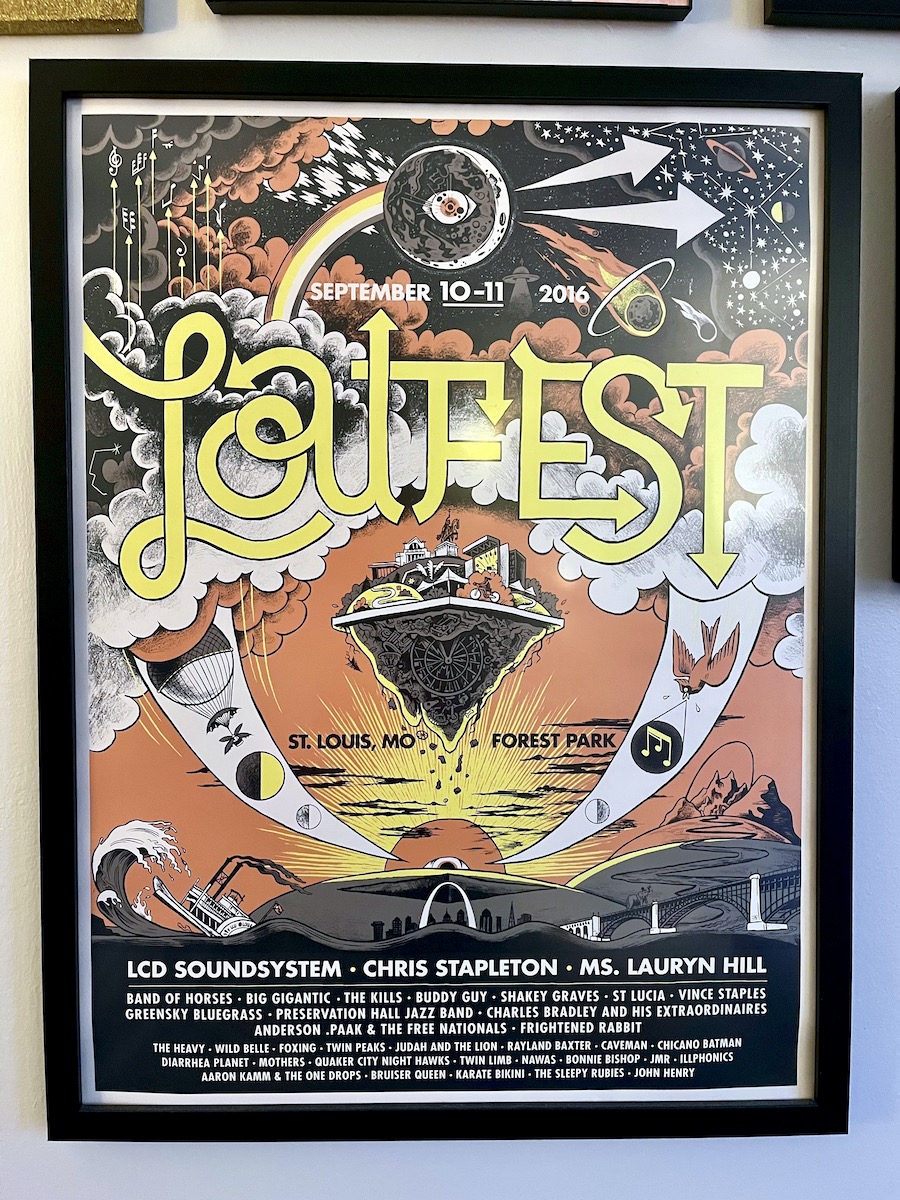 SEPTEMBER 10–11 2016
LOUFEST
ST. LOUIS, MO FOREST PARK
LCD SOUNDSYSTEM · CHRIS STAPLETON · MS. LAURYN HILL
BAND OF HORSES · BIG GIGANTIC · THE KILLS · BUDDY GUY · SHAKEY GRAVES · ST LUCIA · VINCE STAPLES
GREENSKY BLUEGRASS · PRESERVATION HALL JAZZ BAND · CHARLES BRADLEY AND HIS EXTRAORDINAIRES
ANDERSON .PAAK & THE FREE NATIONALS · FRIGHTENED RABBIT
THE HEAVY · WILD BELLE · FOXING · TWIN PEAKS · JUDAH AND THE LION · RAYLAND BAXTER · CAVEMAN · CHICANO BATMAN
DIARRHEA PLANET · MOTHERS · QUAKER CITY NIGHT HAWKS · TWIN LIMB · NAWAS · BONNIE BISHOP · JMR · ILLPHONICS
AARON KAMM & THE ONE DROPS · BRUISER QUEEN · KARATE BIKINI · THE SLEEPY RUBIES · JOHN HENRY